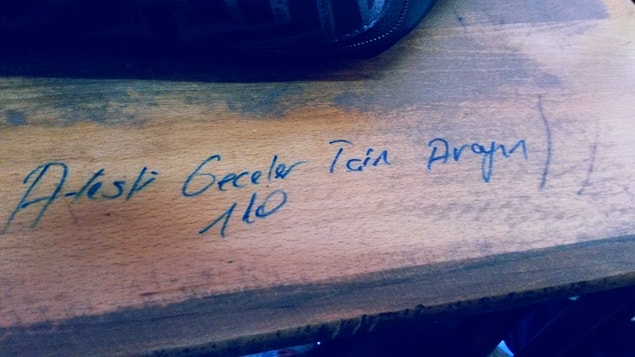 Ateşli Geceler İçin Arayın
110